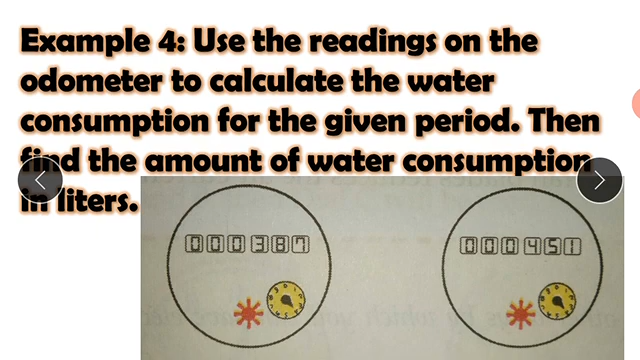 Example 4: Use the readings on the
odometer to calculate the water
consumption for the given period. Then
find the amount of water consumption
in liters.
000387
000451